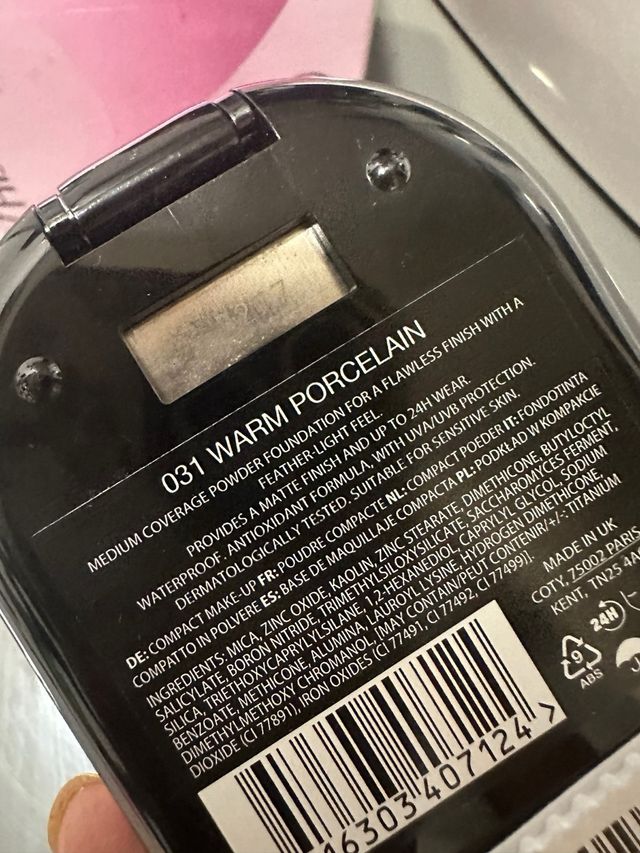 031 WARM PORCELAIN
MEDIUM COVERAGE POWDER FOUNDATION FOR A FLAWLESS FINISH WITH A
FEATHER-LIGHT FEEL
PROVIDES A MATTE FINISH AND UP TO 24H WEAR.
WATERPROOF, ANTIOXIDANT FORMULA, WITH UVA/UVB PROTECTION.
DERMATOLOGICALLY TESTED. SUITABLE FOR SENSITIVE SKIN.
DE: COMPACT MAKE-UP FR: POUDRE COMPACTE NL: COMPACT POEDER IT: FONDOTINTA
COMPATTO IN POLVERE ES: BASE DE MAQUILLAJE COMPACTA PL: PODKŁAD W KOMPAKCIE
INGREDIENTS: MICA, ZINC OXIDE, KAOLIN, ZINC STEARATE, DIMETHICONE, BUTYLOCTYL
SALICYLATE, BORON NITRIDE, TRIMETHYLSILOXYSILICATE, SACCHAROMYCES FERMENT,
SILICA, TRIETHOXYCAPRYLYLSILANE, 1,2-HEXANEDIOL, CAPRYLYL GLYCOL, SODIUM
BENZOATE, METHICONE, ALUMINA, LAUROYL LYSINE, HYDROGEN DIMETHICONE,
DIMETHYLMETHOXY CHROMANOL, [MAY CONTAIN/PEUT CONTENIR/+/-: TITANIUM
DIOXIDE (CI 77891), IRON OXIDES (CI 77491, CI 77492, CI 77499)].
MADE IN UK
COTY, 75002 PARIS
KENT, TN25 4A
24H
9
ABS
16303 407124 >